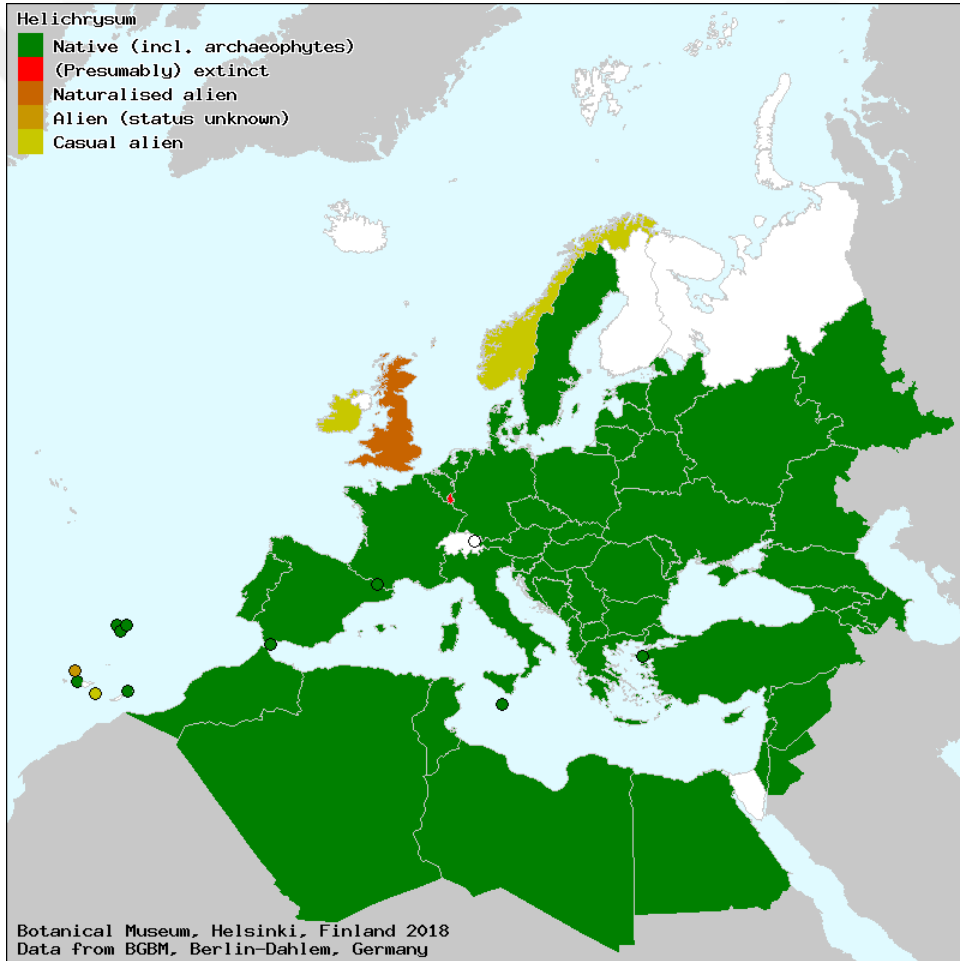 Helichrysum
Native (incl. archaeophytes)
(Presumably) extinct
Naturalised alien
Alien (status unknown)
Casual alien
Botanical Museum, Helsinki, Finland 2018
Data from BGBM, Berlin-Dahlem, Germany